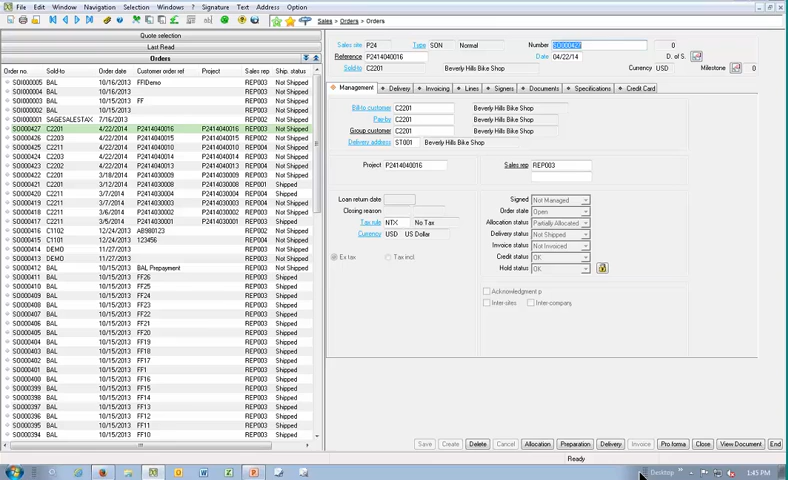 File Edit Window Navigation Selection Windows ? Signature Text Address Option
Sales > Orders > Orders
Quote selection
Last Read
Orders
Order no. Sold-to Order date Customer order ref Project Sales rep Ship. status
SOI000005 BAL 10/16/2013 FFIDemo REP003 Not Shipped
SOI000004 BAL 10/16/2013 REP003 Not Shipped
SOI000003 BAL 10/15/2013 FF REP003 Not Shipped
SOI000002 BAL 10/15/2013 REP003 Not Shipped
SOI000001 SAGESALESTAX 7/16/2013 REP002 Not Shipped
SO000427 C2201 4/22/2014 P2414040016 P2414040016 REP003 Not Shipped
SO000426 C2203 4/22/2014 P2414040015 P2414040015 REP002 Not Shipped
SO000425 C2211 4/22/2014 P2414040014 P2414040014 REP004 Not Shipped
SO000424 C2203 4/22/2014 P2414040014 P2414040014 REP002 Not Shipped
SO000423 C2202 4/22/2014 P2414040013 P2414040013 REP004 Not Shipped
SO000422 C2201 3/18/2014 P2414030009 P2414030009 REP003 Not Shipped
SO000421 C2201 3/12/2014 P2414030008 P2414030008 REP001 Shipped
SO000420 C2211 3/7/2014 P2414030004 P2414030004 REP003 Not Shipped
SO000419 C2211 3/7/2014 P2414030003 P2414030003 REP004 Not Shipped
SO000418 C2211 3/6/2014 P2414030002 P2414030002 REP003 Not Shipped
SO000417 C2211 3/5/2014 P2414030001 P2414030001 REP003 Shipped
SO000416 C1102 12/24/2013 AB980123 REP002 Not Shipped
SO000415 C1101 12/24/2013 123456 REP004 Not Shipped
SO000414 DEMO 11/27/2013 REP003 Not Shipped
SO000413 DEMO 11/27/2013 REP003 Not Shipped
SO000412 BAL 10/16/2013 BAL Prepayment REP003 Not Shipped
SO000411 BAL 10/15/2013 FF26 REP003 Shipped
SO000410 BAL 10/15/2013 FF25 REP003 Shipped
SO000409 BAL 10/15/2013 FF24 REP003 Shipped
SO000408 BAL 10/15/2013 FF23 REP003 Shipped
SO000407 BAL 10/15/2013 FF22 REP003 Shipped
SO000406 BAL 10/15/2013 FF21 REP003 Shipped
SO000405 BAL 10/15/2013 FF20 REP003 Shipped
SO000404 BAL 10/15/2013 FF19 REP003 Shipped
SO000403 BAL 10/15/2013 FF18 REP003 Shipped
SO000402 BAL 10/15/2013 FF17 REP003 Shipped
SO000401 BAL 10/15/2013 FF1 REP003 Shipped
SO000400 BAL 10/15/2013 FF16 REP003 Shipped
SO000399 BAL 10/15/2013 FF15 REP003 Shipped
SO000398 BAL 10/15/2013 FF14 REP003 Shipped
SO000397 BAL 10/15/2013 FF13 REP003 Shipped
SO000396 BAL 10/15/2013 FF12 REP003 Shipped
SO000395 BAL 10/15/2013 FF11 REP003 Shipped
SO000394 BAL 10/15/2013 FF10 REP003 Shipped
Sales site P24 Type SON Normal Number SO000427 0
Reference P2414040016 Date 04/22/14 D. of S.
Sold-to C2201 Beverly Hills Bike Shop Currency USD Milestone 0
Management Delivery Invoicing Lines Signers Documents Specifications Credit Card
Bill-to customer C2201 Beverly Hills Bike Shop
Pay-by C2201 Beverly Hills Bike Shop
Group customer C2201 Beverly Hills Bike Shop
Delivery address ST001 Beverly Hills Bike Shop
Project P2414040016 Sales rep REP003
Loan return date Signed Not Managed
Closing reason Order state Open
Tax rule NTX No Tax Allocation status Partially Allocated
Currency USD US Dollar Delivery status Not Shipped
Invoice status Not Invoiced
Ex tax Tax incl. Credit status OK
Hold status OK
Acknowledgment p
Inter-sites Inter-company.
Save Create Delete Cancel Allocation Preparation Delivery Invoice Pro forma Close View Document End
Ready
Desktop 1:45 PM